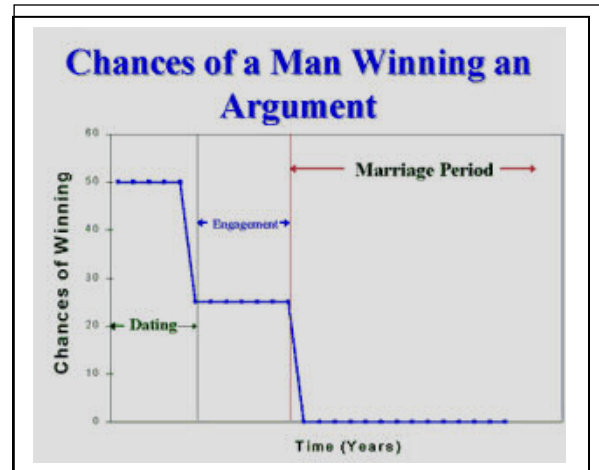 Chances of a Man Winning an
Argument
60
Marriage Period
50
Chances of Winning
40
Engagement
30
Dating
20
10
0
Time (Years)